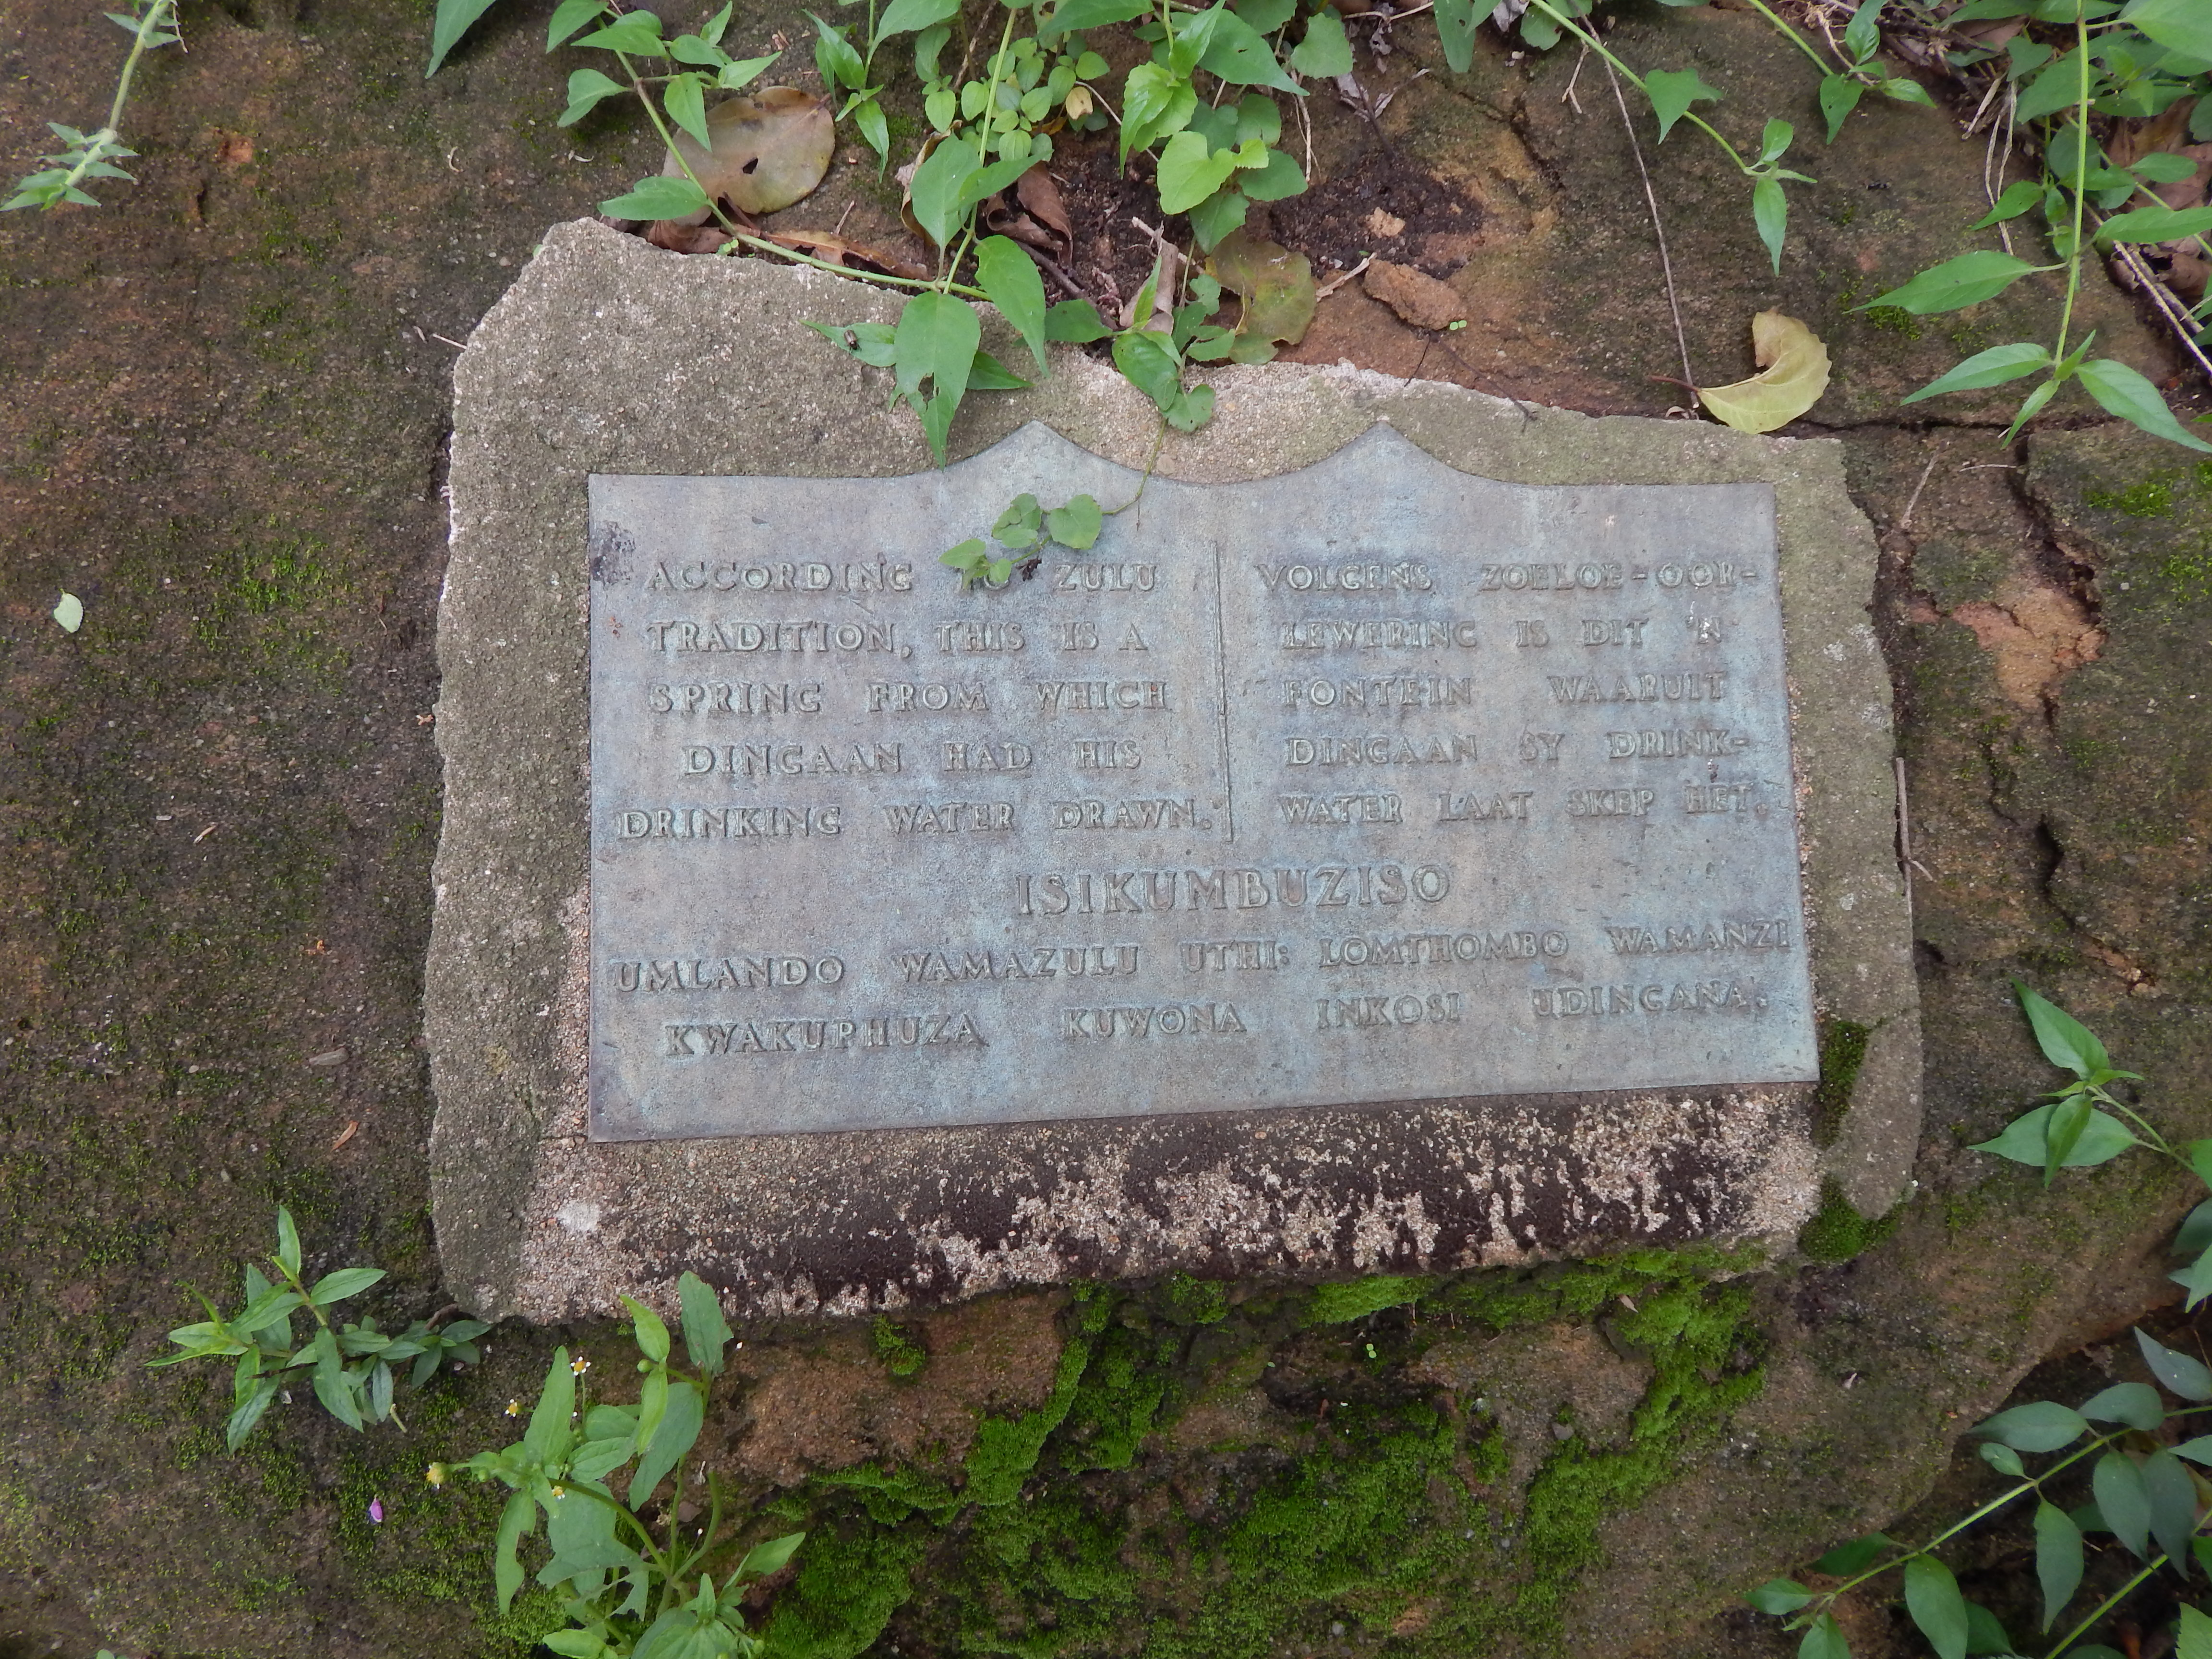 ACCORDING TO ZULU
TRADITION, THIS IS A
SPRING FROM WHICH
DINGAAN HAD HIS
DRINKING WATER DRAWN.
VOLGENS ZOELOE-OOR-
LEWERING IS DIT 'N
FONTEIN WAARUIT
DINGAAN SY DRINK-
WATER LAAT SKEP HET.
ISIKUMBUZISO
UMLANDO WAMAZULU UTHI: LOMTHOMBO WAMANZI
KWAKUPHUZA KUWONA INKOSI UDINGANA.